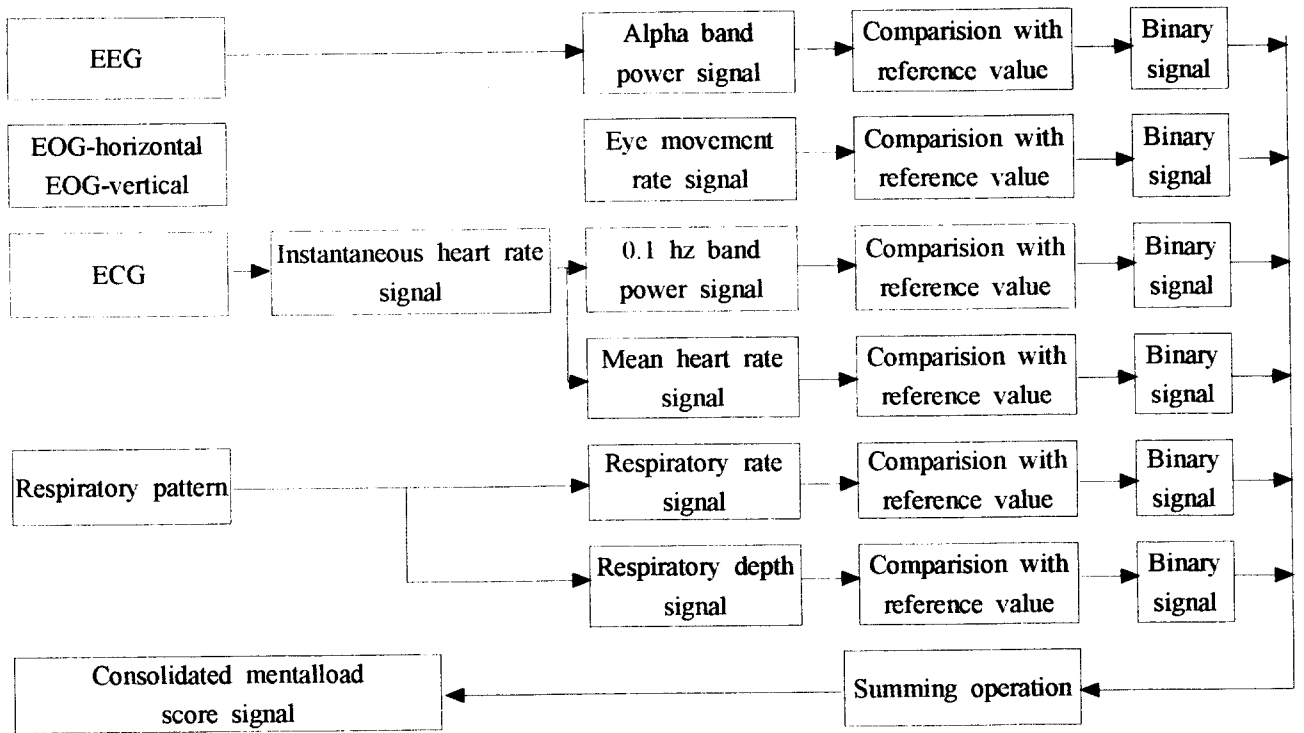 EEG
Alpha band
power signal
Comparision with
reference value
Binary
signal
EOG-horizontal
EOG-vertical
Eye movement
rate signal
Comparision with
reference value
Binary
signal
ECG
Instantaneous heart rate
signal
0.1 hz band
power signal
Comparision with
reference value
Binary
signal
Mean heart rate
signal
Comparision with
reference value
Binary
signal
Respiratory pattern
Respiratory rate
signal
Comparision with
reference value
Binary
signal
Respiratory depth
signal
Comparision with
reference value
Binary
signal
Consolidated mentalload
score signal
Summing operation